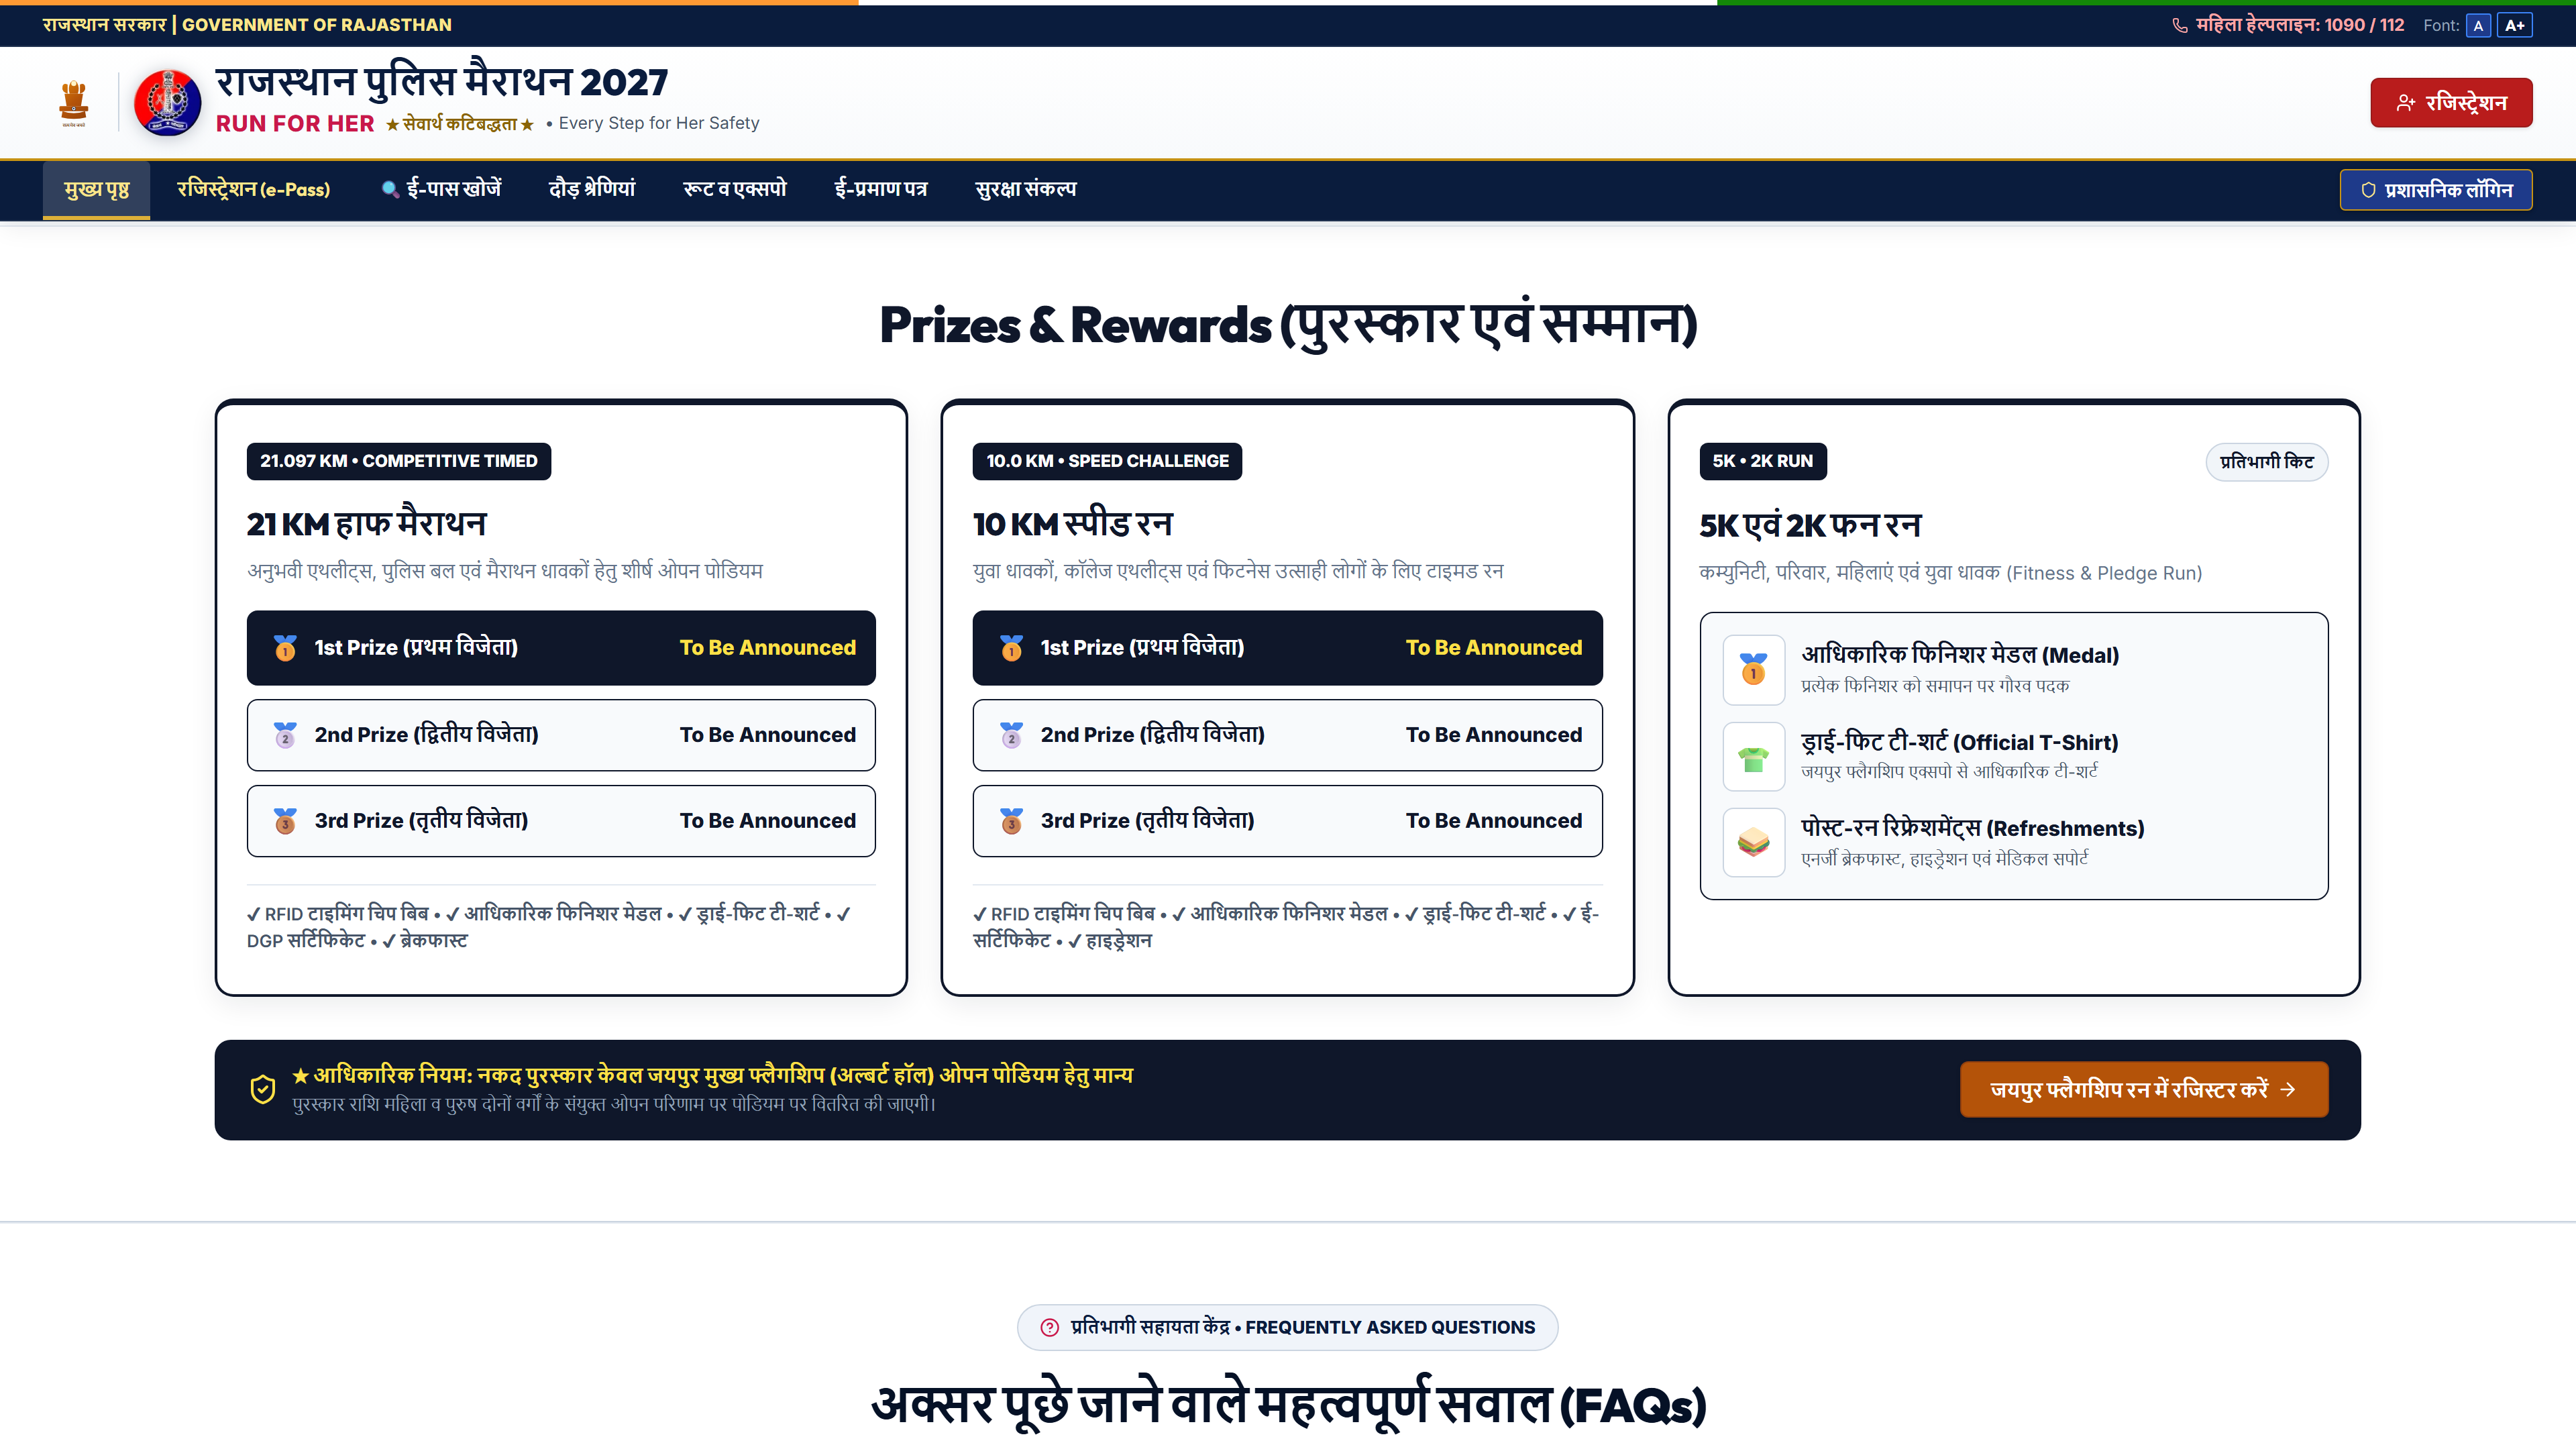 राजस्थान सरकार | GOVERNMENT OF RAJASTHAN
महिला हेल्पलाइन: 1090 / 112
Font: A A+
राजस्थान पुलिस मैराथन 2027
RUN FOR HER ★ सेवार्थ कटिबद्धता ★ • Every Step for Her Safety
रजिस्ट्रेशन
मुख्य पृष्ठ रजिस्ट्रेशन (e-Pass) ई-पास खोजें दौड़ श्रेणियां रूट व एक्सपो ई-प्रमाण पत्र सुरक्षा संकल्प
प्रशासनिक लॉगिन
Prizes & Rewards (पुरस्कार एवं सम्मान)
21.097 KM • COMPETITIVE TIMED
21 KM हाफ मैराथन
अनुभवी एथलीट्स, पुलिस बल एवं मैराथन धावकों हेतु शीर्ष ओपन पोडियम
1st Prize (प्रथम विजेता) To Be Announced
2nd Prize (द्वितीय विजेता) To Be Announced
3rd Prize (तृतीय विजेता) To Be Announced
✓ RFID टाइमिंग चिप बिब • ✓ आधिकारिक फिनिशर मेडल • ✓ ड्राई-फिट टी-शर्ट • ✓
DGP सर्टिफिकेट • ✓ ब्रेकफास्ट
10.0 KM • SPEED CHALLENGE
10 KM स्पीड रन
युवा धावकों, कॉलेज एथलीट्स एवं फिटनेस उत्साही लोगों के लिए टाइमड रन
1st Prize (प्रथम विजेता) To Be Announced
2nd Prize (द्वितीय विजेता) To Be Announced
3rd Prize (तृतीय विजेता) To Be Announced
✓ RFID टाइमिंग चिप बिब • ✓ आधिकारिक फिनिशर मेडल • ✓ ड्राई-फिट टी-शर्ट • ✓ ई-
सर्टिफिकेट • ✓ हाइड्रेशन
5K • 2K RUN
प्रतिभागी किट
5K एवं 2K फन रन
कम्युनिटी, परिवार, महिलाएं एवं युवा धावक (Fitness & Pledge Run)
आधिकारिक फिनिशर मेडल (Medal)
प्रत्येक फिनिशर को समापन पर गौरव पदक
ड्राई-फिट टी-शर्ट (Official T-Shirt)
जयपुर फ्लैगशिप एक्सपो से आधिकारिक टी-शर्ट
पोस्ट-रन रिफ्रेशमेंट्स (Refreshments)
एनर्जी ब्रेकफास्ट, हाइड्रेशन एवं मेडिकल सपोर्ट
★ आधिकारिक नियम: नकद पुरस्कार केवल जयपुर मुख्य फ्लैगशिप (अल्बर्ट हॉल) ओपन पोडियम हेतु मान्य
पुरस्कार राशि महिला व पुरुष दोनों वर्गों के संयुक्त ओपन परिणाम पर पोडियम पर वितरित की जाएगी।
जयपुर फ्लैगशिप रन में रजिस्टर करें →
प्रतिभागी सहायता केंद्र • FREQUENTLY ASKED QUESTIONS
अक्सर पूछे जाने वाले महत्वपूर्ण सवाल (FAQs)